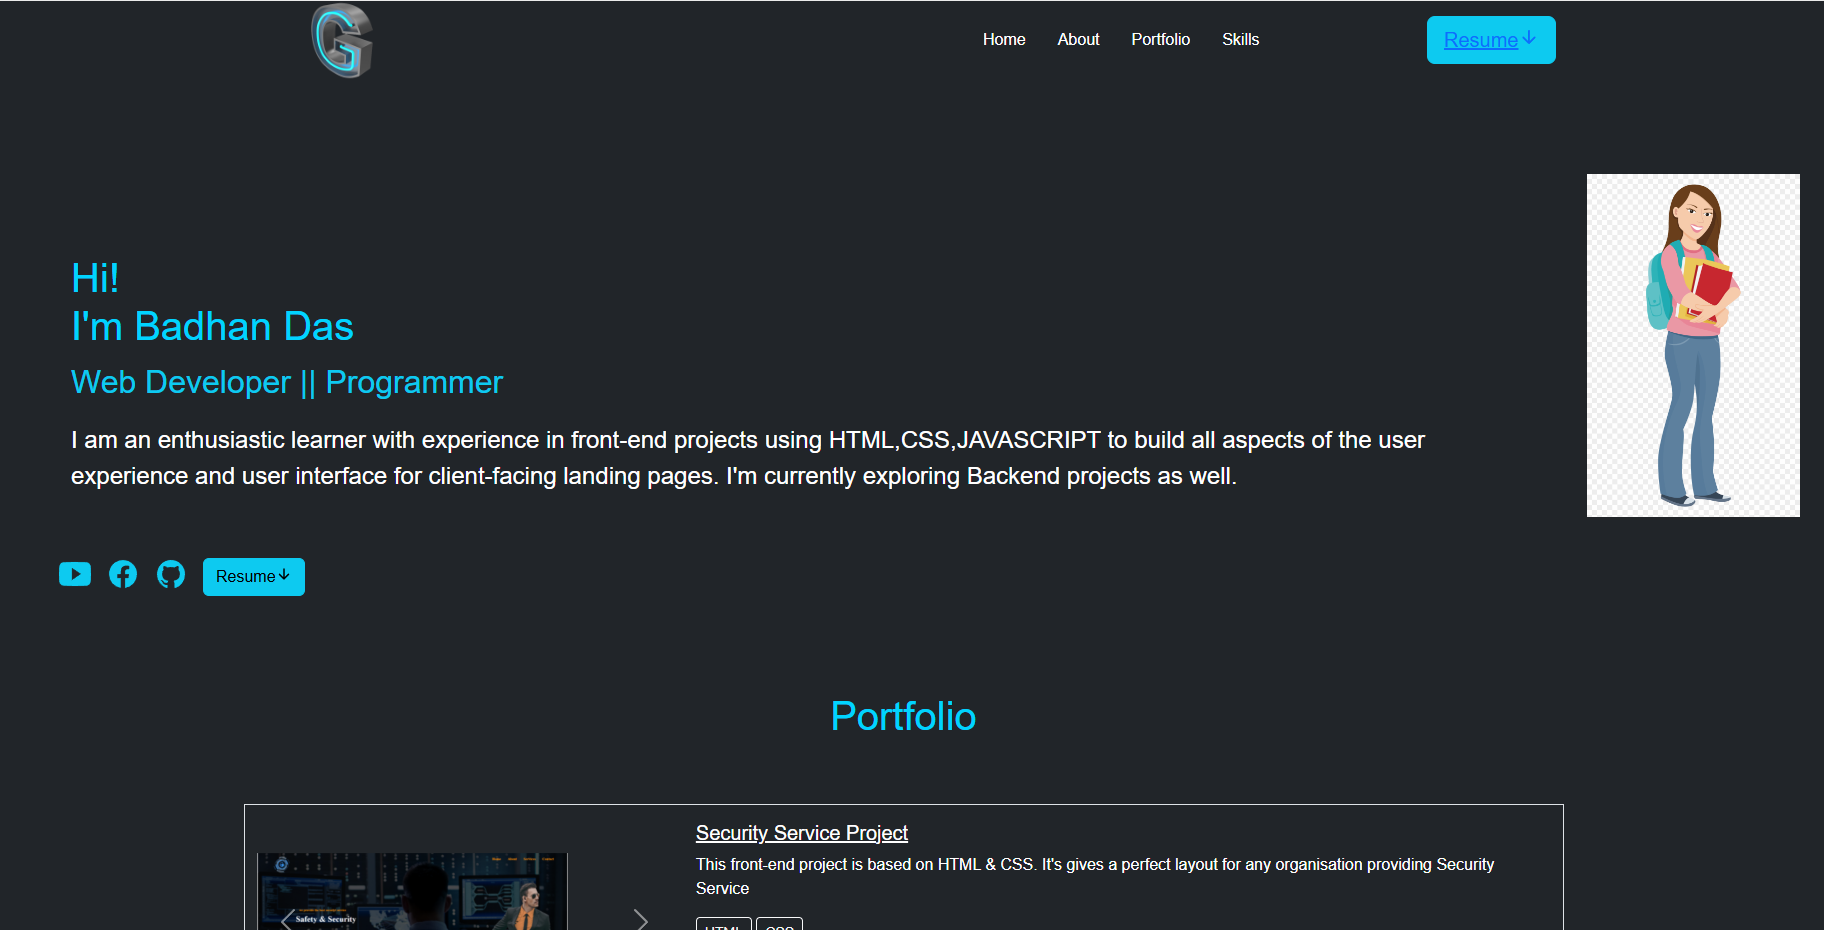 G
Home About Portfolio Skills Resume
Hi!
I'm Badhan Das
Web Developer || Programmer
I am an enthusiastic learner with experience in front-end projects using HTML,CSS,JAVASCRIPT to build all aspects of the user
experience and user interface for client-facing landing pages. I'm currently exploring Backend projects as well.
Resume
Portfolio
Security Service Project
This front-end project is based on HTML & CSS. It's gives a perfect layout for any organisation providing Security
Service
Safety & Security
HTML CSS